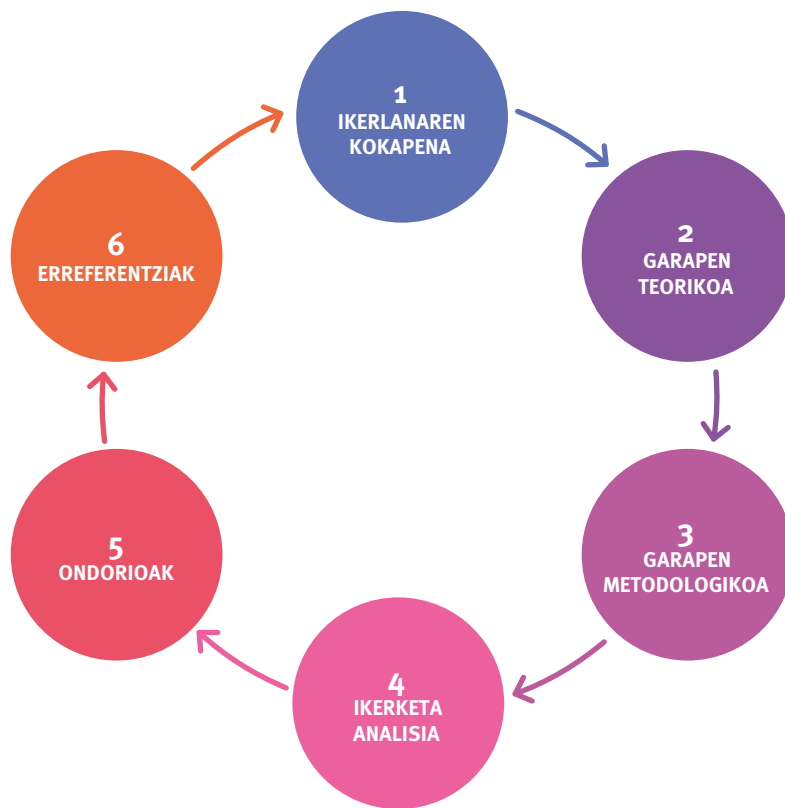 1
IKERLANAREN
KOKAPENA
2
GARAPEN
TEORIKOA
3
GARAPEN
METODOLOGIKOA
4
IKERKETA
ANALISIA
5
ONDORIOAK
6
ERREFERENTZIAK